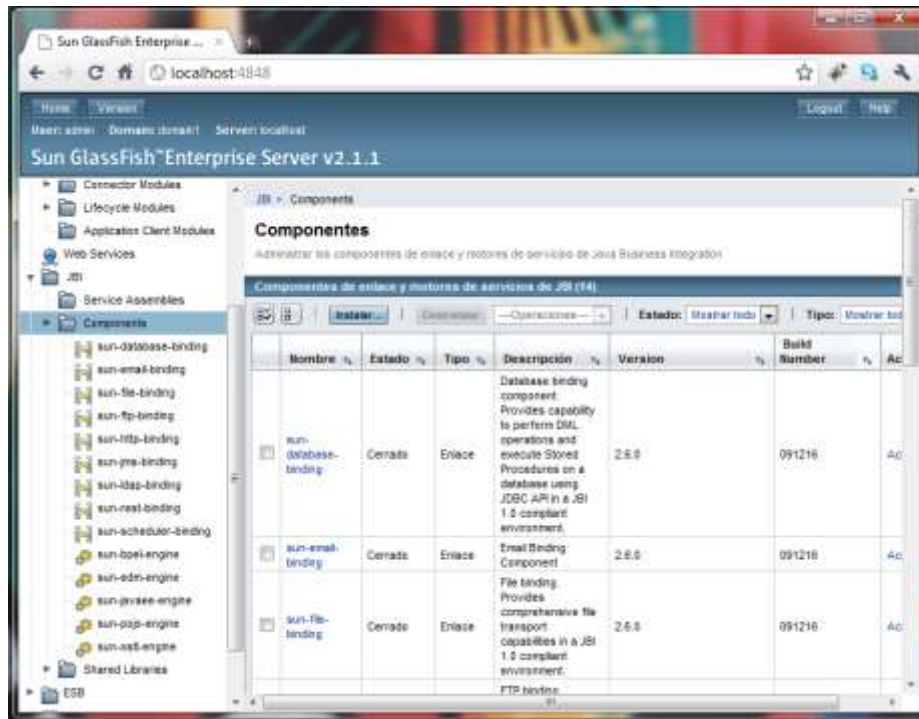 Sun GlassFish Enterprise ...
localhost:4848
Home Version
Logout Help
User: admin Domain: domain1 Server: localhost
Sun GlassFish™ Enterprise Server v2.1.1
Connector Modules
Lifecycle Modules
Application Client Modules
Web Services
JBI
Service Assemblies
Components
sun-database-binding
sun-email-binding
sun-file-binding
sun-ftp-binding
sun-http-binding
sun-jms-binding
sun-ldap-binding
sun-rest-binding
sun-scheduler-binding
sun-bpel-engine
sun-edm-engine
sun-javaee-engine
sun-pojo-engine
sun-xslt-engine
Shared Libraries
ESB
JBI > Components
Componentes
Administrar los componentes de enlace y motores de servicios de Java Business Integration
Componentes de enlace y motores de servicios de JBI (14)
Instalar... Desinstalar —Operaciones— Estado: Mostrar todo Tipo: Mostrar tod
Nombre Estado Tipo Descripción Version Build Number Ac
sun-database-binding Cerrado Enlace Database binding component. Provides capability to perform DML operations and execute Stored Procedures on a database using JDBC API in a JBI 1.0 compliant environment. 2.6.0 091216 Ac
sun-email-binding Cerrado Enlace Email Binding Component 2.6.0 091216 Ac
sun-file-binding Cerrado Enlace File binding. Provides comprehensive file transport capabilities in a JBI 1.0 compliant environment. 2.6.0 091216 Ac
FTP binding.